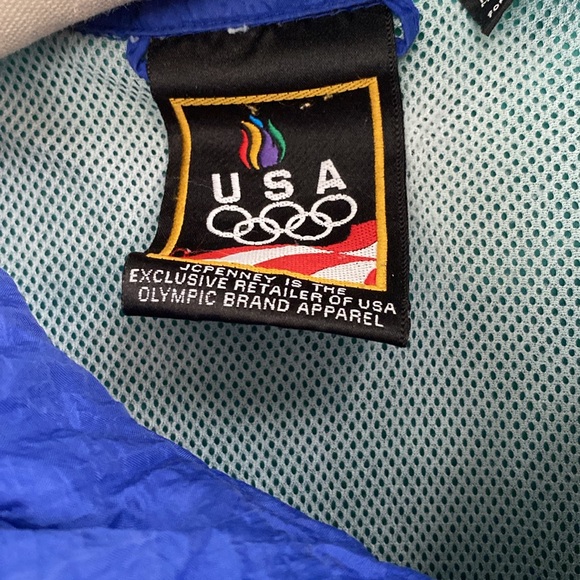 USA
JCPENNEY IS THE
EXCLUSIVE RETAILER OF USA
OLYMPIC BRAND APPAREL